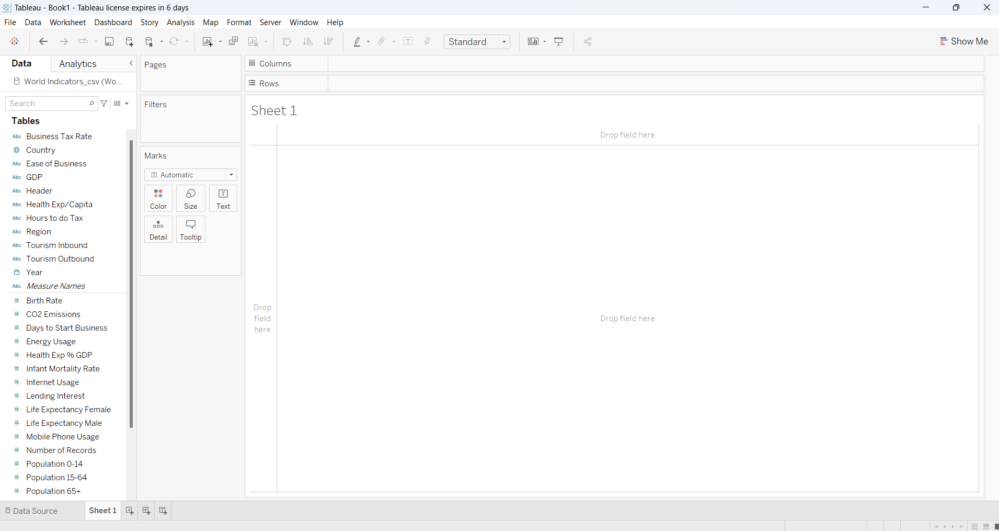 Tableau - Book1 - Tableau license expires in 6 days
File Data Worksheet Dashboard Story Analysis Map Format Server Window Help
Standard
Show Me
Data Analytics
World Indicators_csv (Wo...
Search
Tables
Abc Business Tax Rate
Country
Abc Ease of Business
Abc GDP
Abc Header
Abc Health Exp/Capita
Abc Hours to do Tax
Abc Region
Abc Tourism Inbound
Abc Tourism Outbound
Year
Abc Measure Names
# Birth Rate
# CO2 Emissions
# Days to Start Business
# Energy Usage
# Health Exp % GDP
# Infant Mortality Rate
# Internet Usage
# Lending Interest
# Life Expectancy Female
# Life Expectancy Male
# Mobile Phone Usage
# Number of Records
# Population 0-14
# Population 15-64
# Population 65+
Pages
Filters
Marks
T Automatic
Color Size T Text
Detail Tooltip
Columns
Rows
Sheet 1
Drop field here
Drop
field
here
Drop field here
Data Source Sheet 1